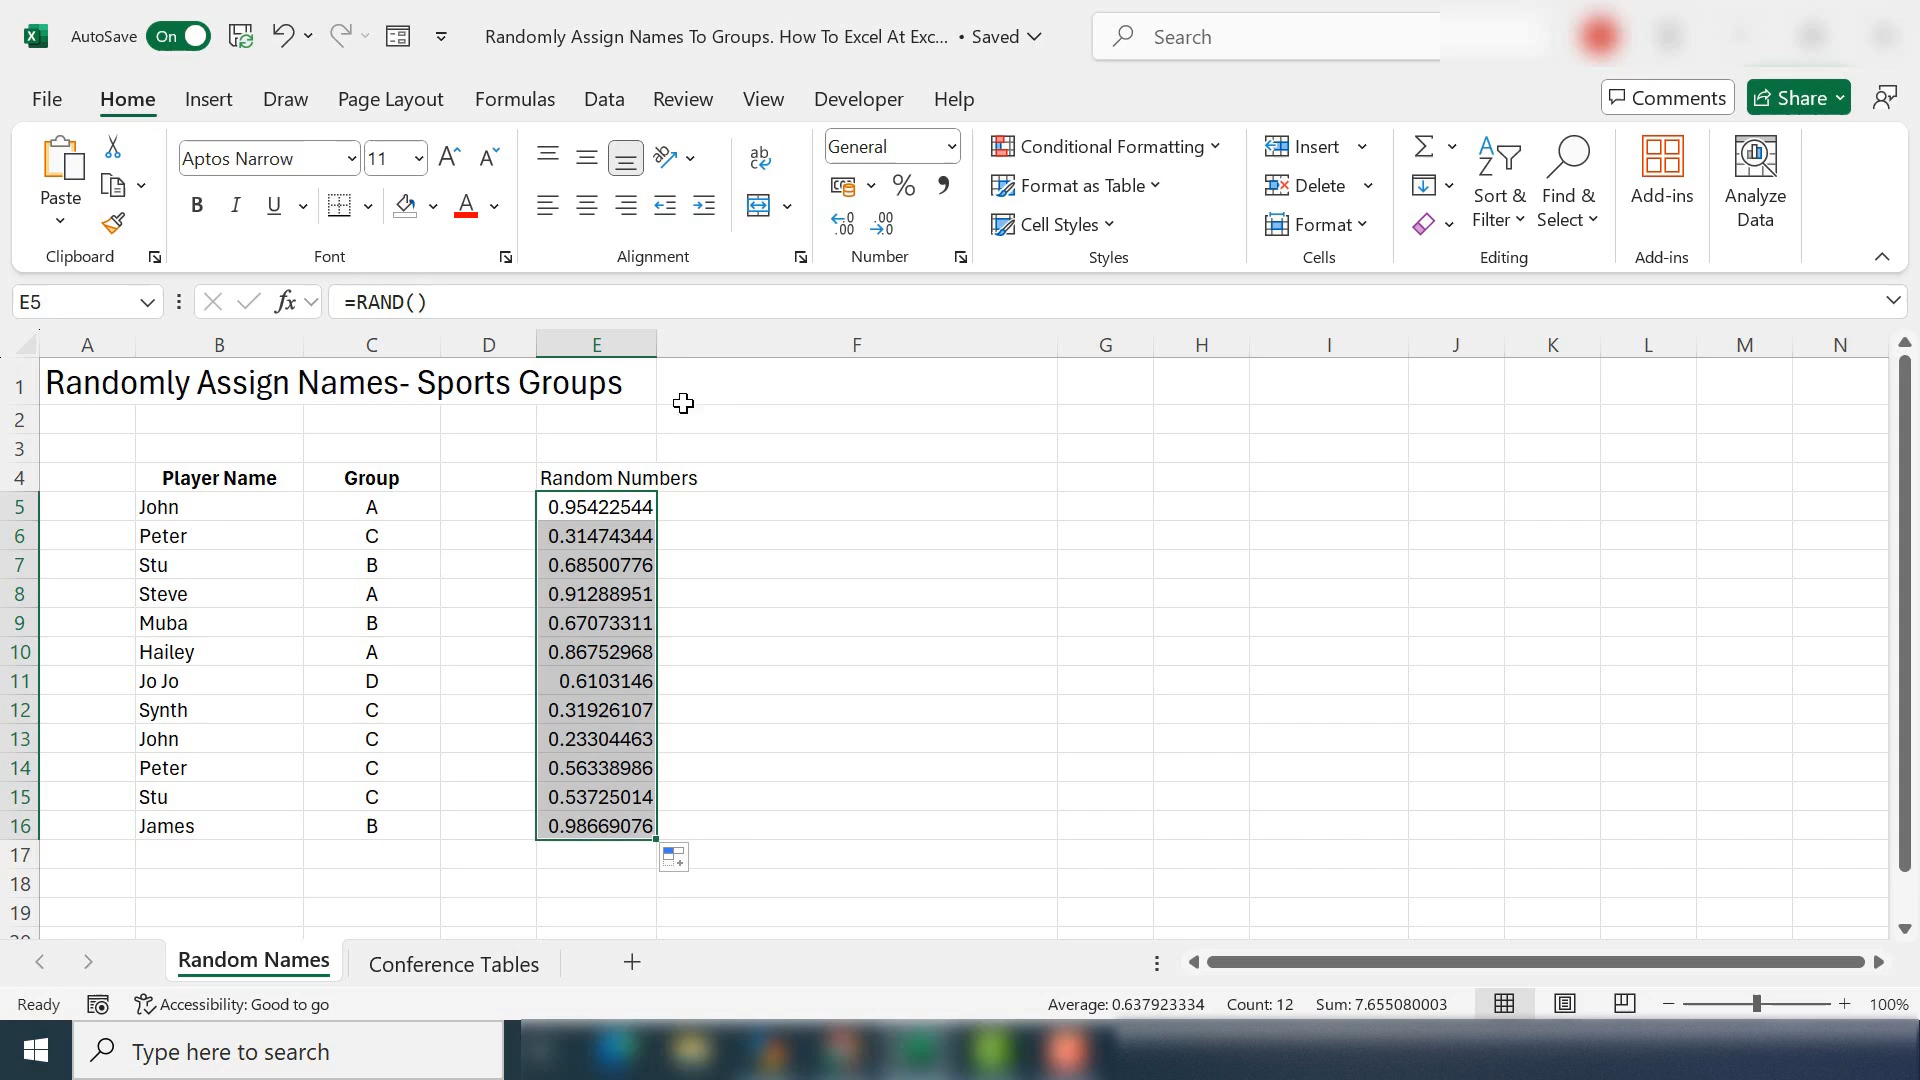 AutoSave On Randomly Assign Names To Groups. How To Excel At Exc... • Saved Search
File Home Insert Draw Page Layout Formulas Data Review View Developer Help Comments Share
Paste Aptos Narrow 11 A A ab c General Conditional Formatting Insert Sort & Find & Add-ins Analyze
B I U A % Format as Table Delete Filter Select Data
Cell Styles Format
Clipboard Font Alignment Number Styles Cells Editing Add-ins
E5 fx =RAND()
A B C D E F G H I J K L M N
1 Randomly Assign Names- Sports Groups
2
3
4 Player Name Group Random Numbers
5 John A 0.95422544
6 Peter C 0.31474344
7 Stu B 0.68500776
8 Steve A 0.91288951
9 Muba B 0.67073311
10 Hailey A 0.86752968
11 Jo Jo D 0.6103146
12 Synth C 0.31926107
13 John C 0.23304463
14 Peter C 0.56338986
15 Stu C 0.53725014
16 James B 0.98669076
17
18
19
Random Names Conference Tables
Ready Accessibility: Good to go Average: 0.637923334 Count: 12 Sum: 7.655080003 100%
Type here to search